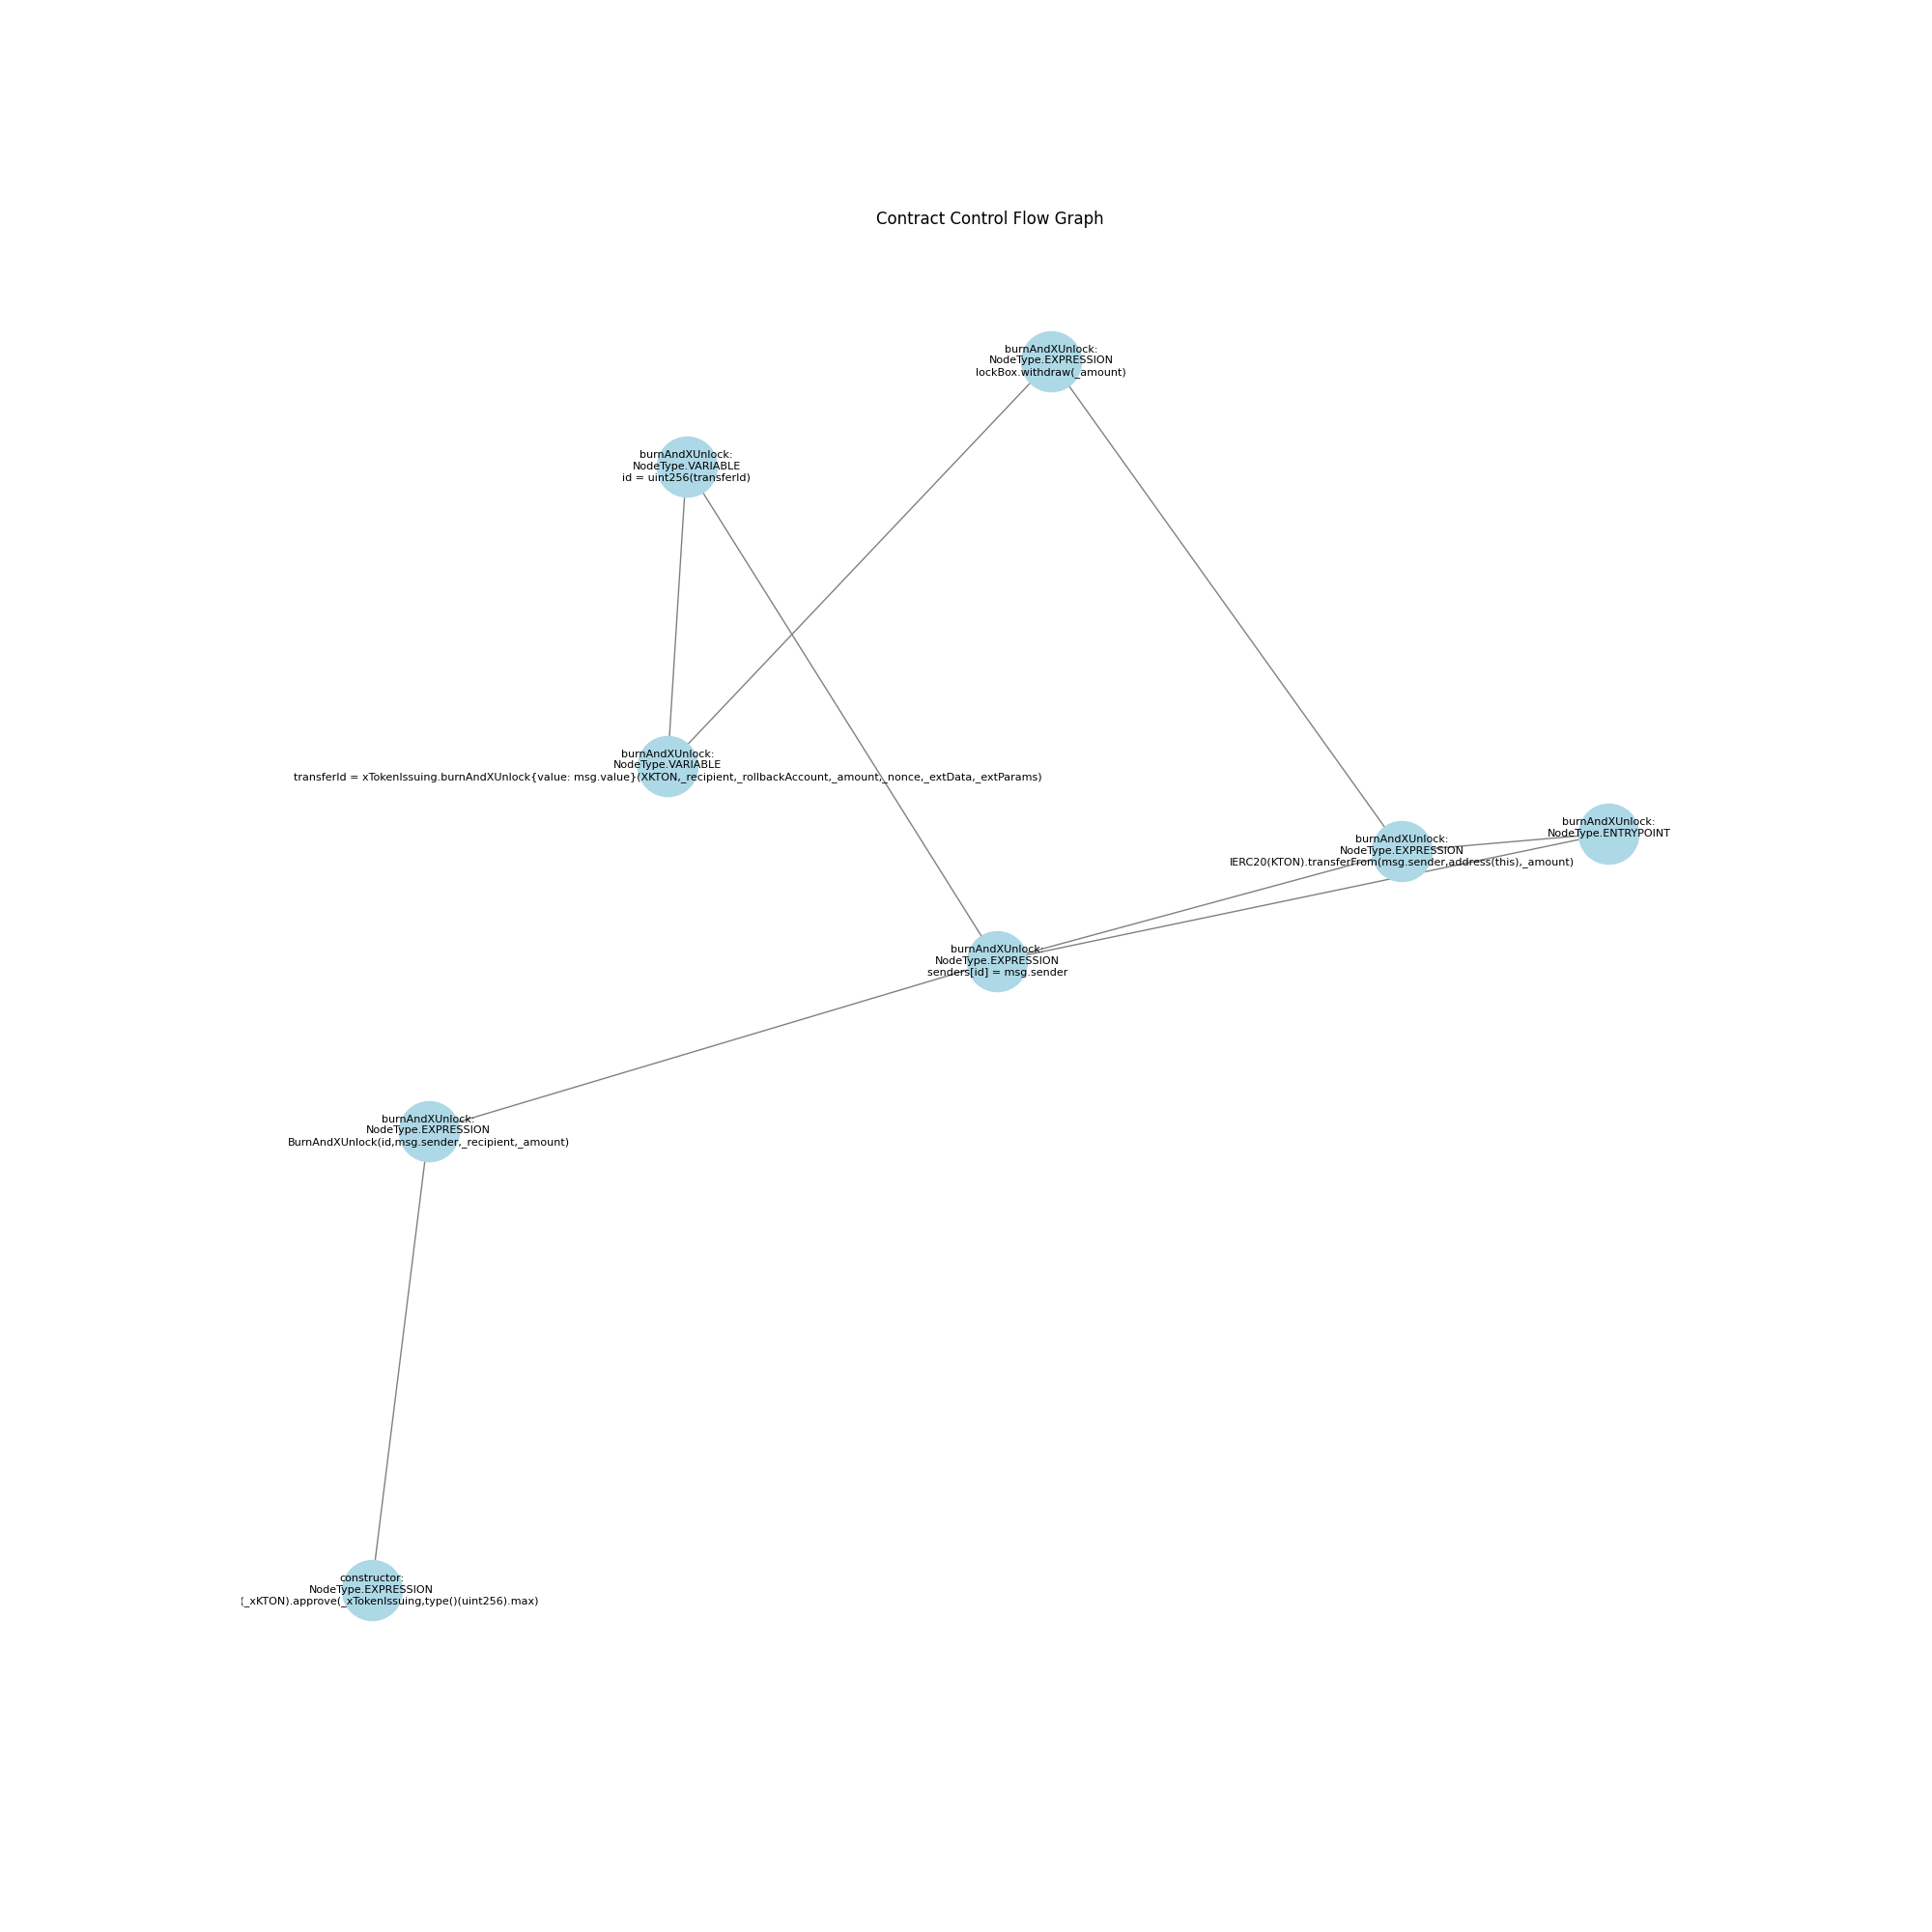 Contract Control Flow Graph
burnAndXUnlock:
NodeType.EXPRESSION
lockBox.withdraw(_amount)
burnAndXUnlock:
NodeType.VARIABLE
id = uint256(transferId)
burnAndXUnlock:
NodeType.VARIABLE
transferId = xTokenIssuing.burnAndXUnlock{value: msg.value}(XKTON,_recipient,_rollbackAccount,_amount,_nonce,_extData,_extParams)
burnAndXUnlock:
NodeType.ENTRYPOINT
burnAndXUnlock:
NodeType.EXPRESSION
IERC20(KTON).transferFrom(msg.sender,address(this),_amount)
burnAndXUnlock:
NodeType.EXPRESSION
senders[id] = msg.sender
burnAndXUnlock:
NodeType.EXPRESSION
BurnAndXUnlock(id,msg.sender,_recipient,_amount)
constructor:
NodeType.EXPRESSION
(_xKTON).approve(_xTokenIssuing,type()(uint256).max)